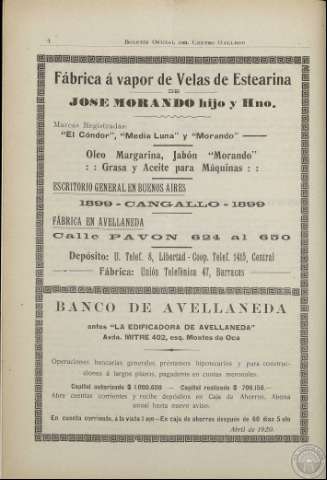 Boletín Oficial del Centro Gallego
Fábrica á vapor de Velas de Estearina
DE
JOSE MORANDO hijo y Hno.
Marcas Registradas:
"El Cóndor", "Media Luna" y "Morando"
Oleo Margarina, Jabón "Morando"
: : Grasa y Aceite para Máquinas : :
ESCRITORIO GENERAL EN BUENOS AIRES
1899 - CANGALLO - 1899
FÁBRICA EN AVELLANEDA
Calle PAVON 624 al 650
Depósito: U. Telef. 8, Libertad - Coop. Telef. 1415, Central
Fábrica: Unión Telefónica 47, Barracas
BANCO DE AVELLANEDA
antes "LA EDIFICADORA DE AVELLANEDA"
Avda. MITRE 402, esq. Montes de Oca
Operaciones bancarias generales préstamos hipotecarios y para construc-
ciones á largos plazos, pagaderos en cuotas mensuales.
Capital autorizado $ 1.000.000 - Capital realizado $
Abre cuentas corrientes y recibe depósitos en Caja de Ahorros. Abona
hasta nuevo aviso.
En cuenta corriente, á la vista 1 ojo - En caja de ahorros después de 60 días 5 ojo
Abril de 1920.